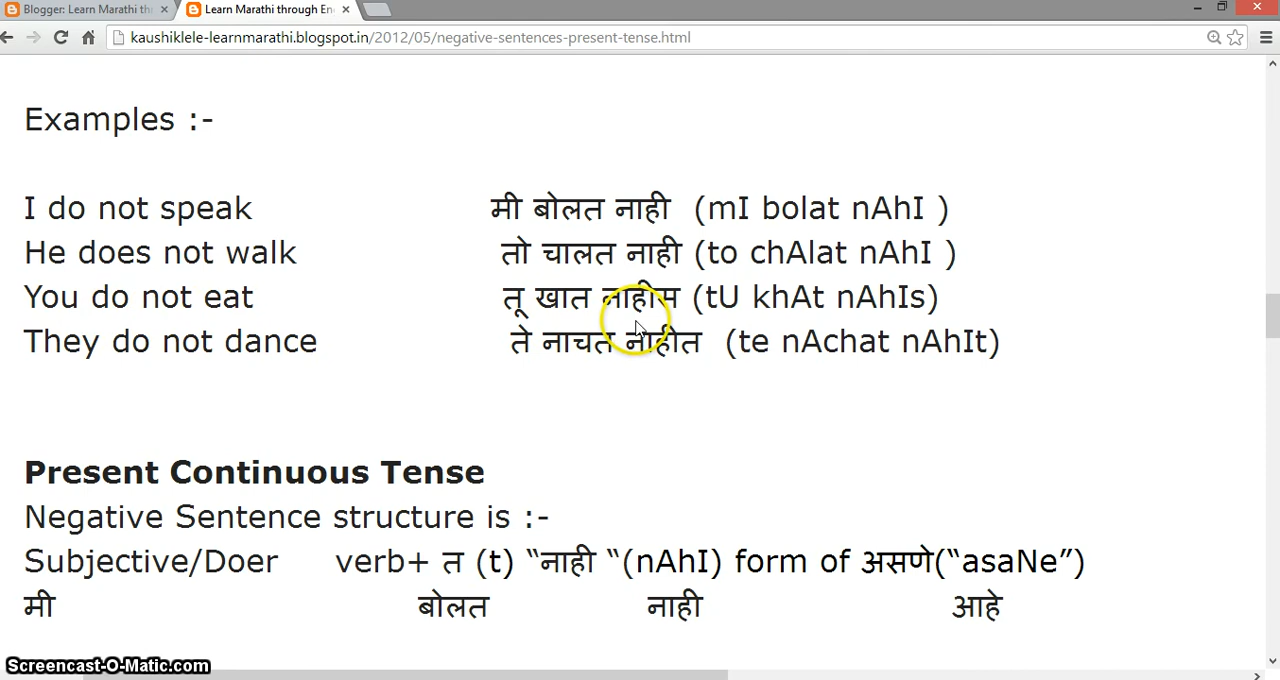 Blogger: Learn Marathi thr
Learn Marathi through En
kaushiklele-learnmarathi.blogspot.in/2012/05/negative-sentences-present-tense.html
Examples :-
I do not speak मी बोलत नाही (mI bolat nAhI )
He does not walk तो चालत नाही (to chAlat nAhI )
You do not eat तू खात नाहीस (tU khAt nAhIs)
They do not dance ते नाचत नाहीत (te nAchat nAhIt)
Present Continuous Tense
Negative Sentence structure is :-
Subjective/Doer verb+ त (t) “नाही “(nAhI) form of असणे(“asaNe”)
मी बोलत नाही आहे
Screencast-O-Matic.com